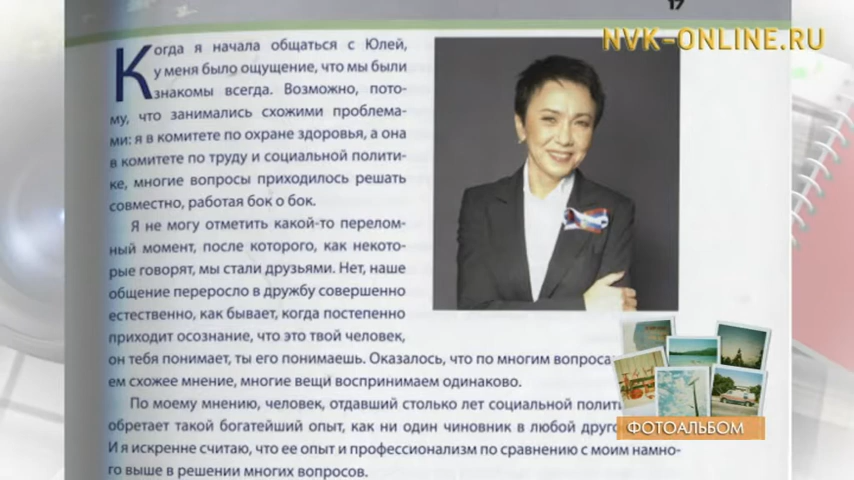 17
NVK-ONLINE.RU
Когда я начала общаться с Юлей,
у меня было ощущение, что мы были
знакомы всегда. Возможно, пото-
му, что занимались схожими проблема-
ми: я в комитете по охране здоровья, а она
в комитете по труду и социальной полити-
ке, многие вопросы приходилось решать
совместно, работая бок о бок.
Я не могу отметить какой-то перелом-
ный момент, после которого, как некото-
рые говорят, мы стали друзьями. Нет, наше
общение переросло в дружбу совершенно
естественно, как бывает, когда постепенно
приходит осознание, что это твой человек,
он тебя понимает, ты его понимаешь. Оказалось, что по многим вопроса
ем схожее мнение, многие вещи воспринимаем одинаково.
По моему мнению, человек, отдавший столько лет социальной полити
обретает такой богатейший опыт, как ни один чиновник в любой друго
И я искренне считаю, что ее опыт и профессионализм по сравнению с моим намно-
го выше в решении многих вопросов.
ФОТОАЛЬБОМ